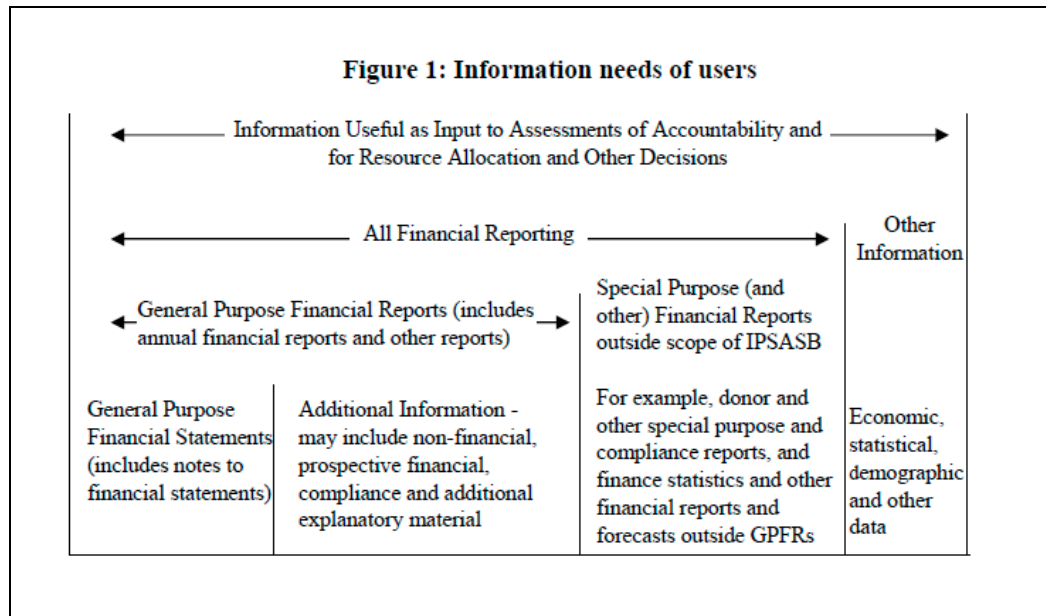 Figure 1: Information needs of users
Information Useful as Input to Assessments of Accountability and
for Resource Allocation and Other Decisions
All Financial Reporting
Other
Information
General Purpose Financial Reports (includes
annual financial reports and other reports)
Special Purpose (and
other) Financial Reports
outside scope of IPSASB
General Purpose
Financial Statements
(includes notes to
financial statements)
Additional Information -
may include non-financial,
prospective financial,
compliance and additional
explanatory material
For example, donor and
other special purpose and
compliance reports, and
finance statistics and other
financial reports and
forecasts outside GPFRs
Economic,
statistical,
demographic
and other
data